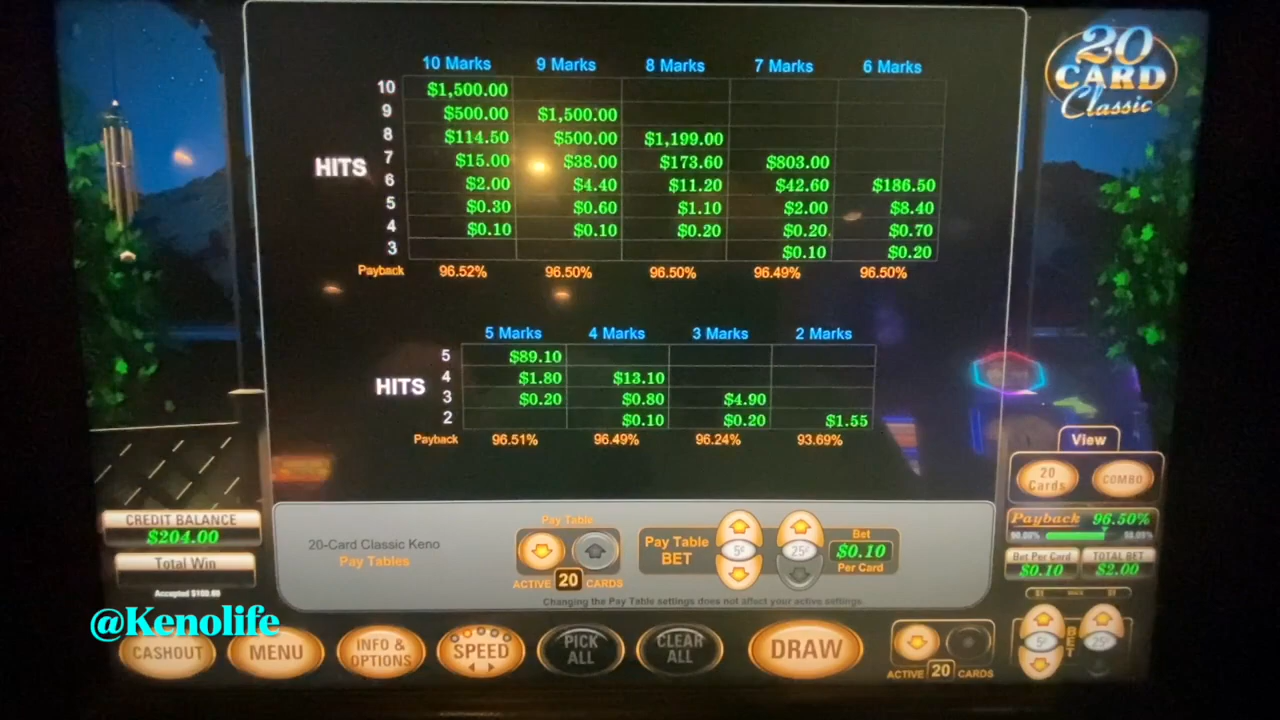 20
CARD
Classic
10 Marks 9 Marks 8 Marks 7 Marks 6 Marks
10 $1,500.00
9 $500.00 $1,500.00
8 $114.50 $500.00 $1,199.00
HITS 7 $15.00 $38.00 $173.60 $803.00
6 $2.00 $4.40 $11.20 $42.60 $186.50
5 $0.30 $0.60 $1.10 $2.00 $8.40
4 $0.10 $0.10 $0.20 $0.20 $0.70
3 $0.10 $0.20
Payback 96.52% 96.50% 96.50% 96.49% 96.50%
5 Marks 4 Marks 3 Marks 2 Marks
5 $89.10
HITS 4 $1.80 $13.10
3 $0.20 $0.80 $4.90
2 $0.10 $0.20 $1.55
Payback 96.51% 96.49% 96.24% 93.69%
View
20 Cards COMBO
Payback 96.50%
Bet Per Card TOTAL BET
$0.10 $2.00
CREDIT BALANCE
$204.00
Total Win
20-Card Classic Keno
Pay Tables
Pay Table
ACTIVE 20 CARDS
Pay Table
BET
5¢ 25¢
Bet
$0.10
Per Card
Changing the Pay Table settings does not affect your active settings.
@Kenolife
CASHOUT MENU INFO & OPTIONS SPEED PICK ALL CLEAR ALL DRAW
ACTIVE 20 CARDS
5¢ BET 25¢